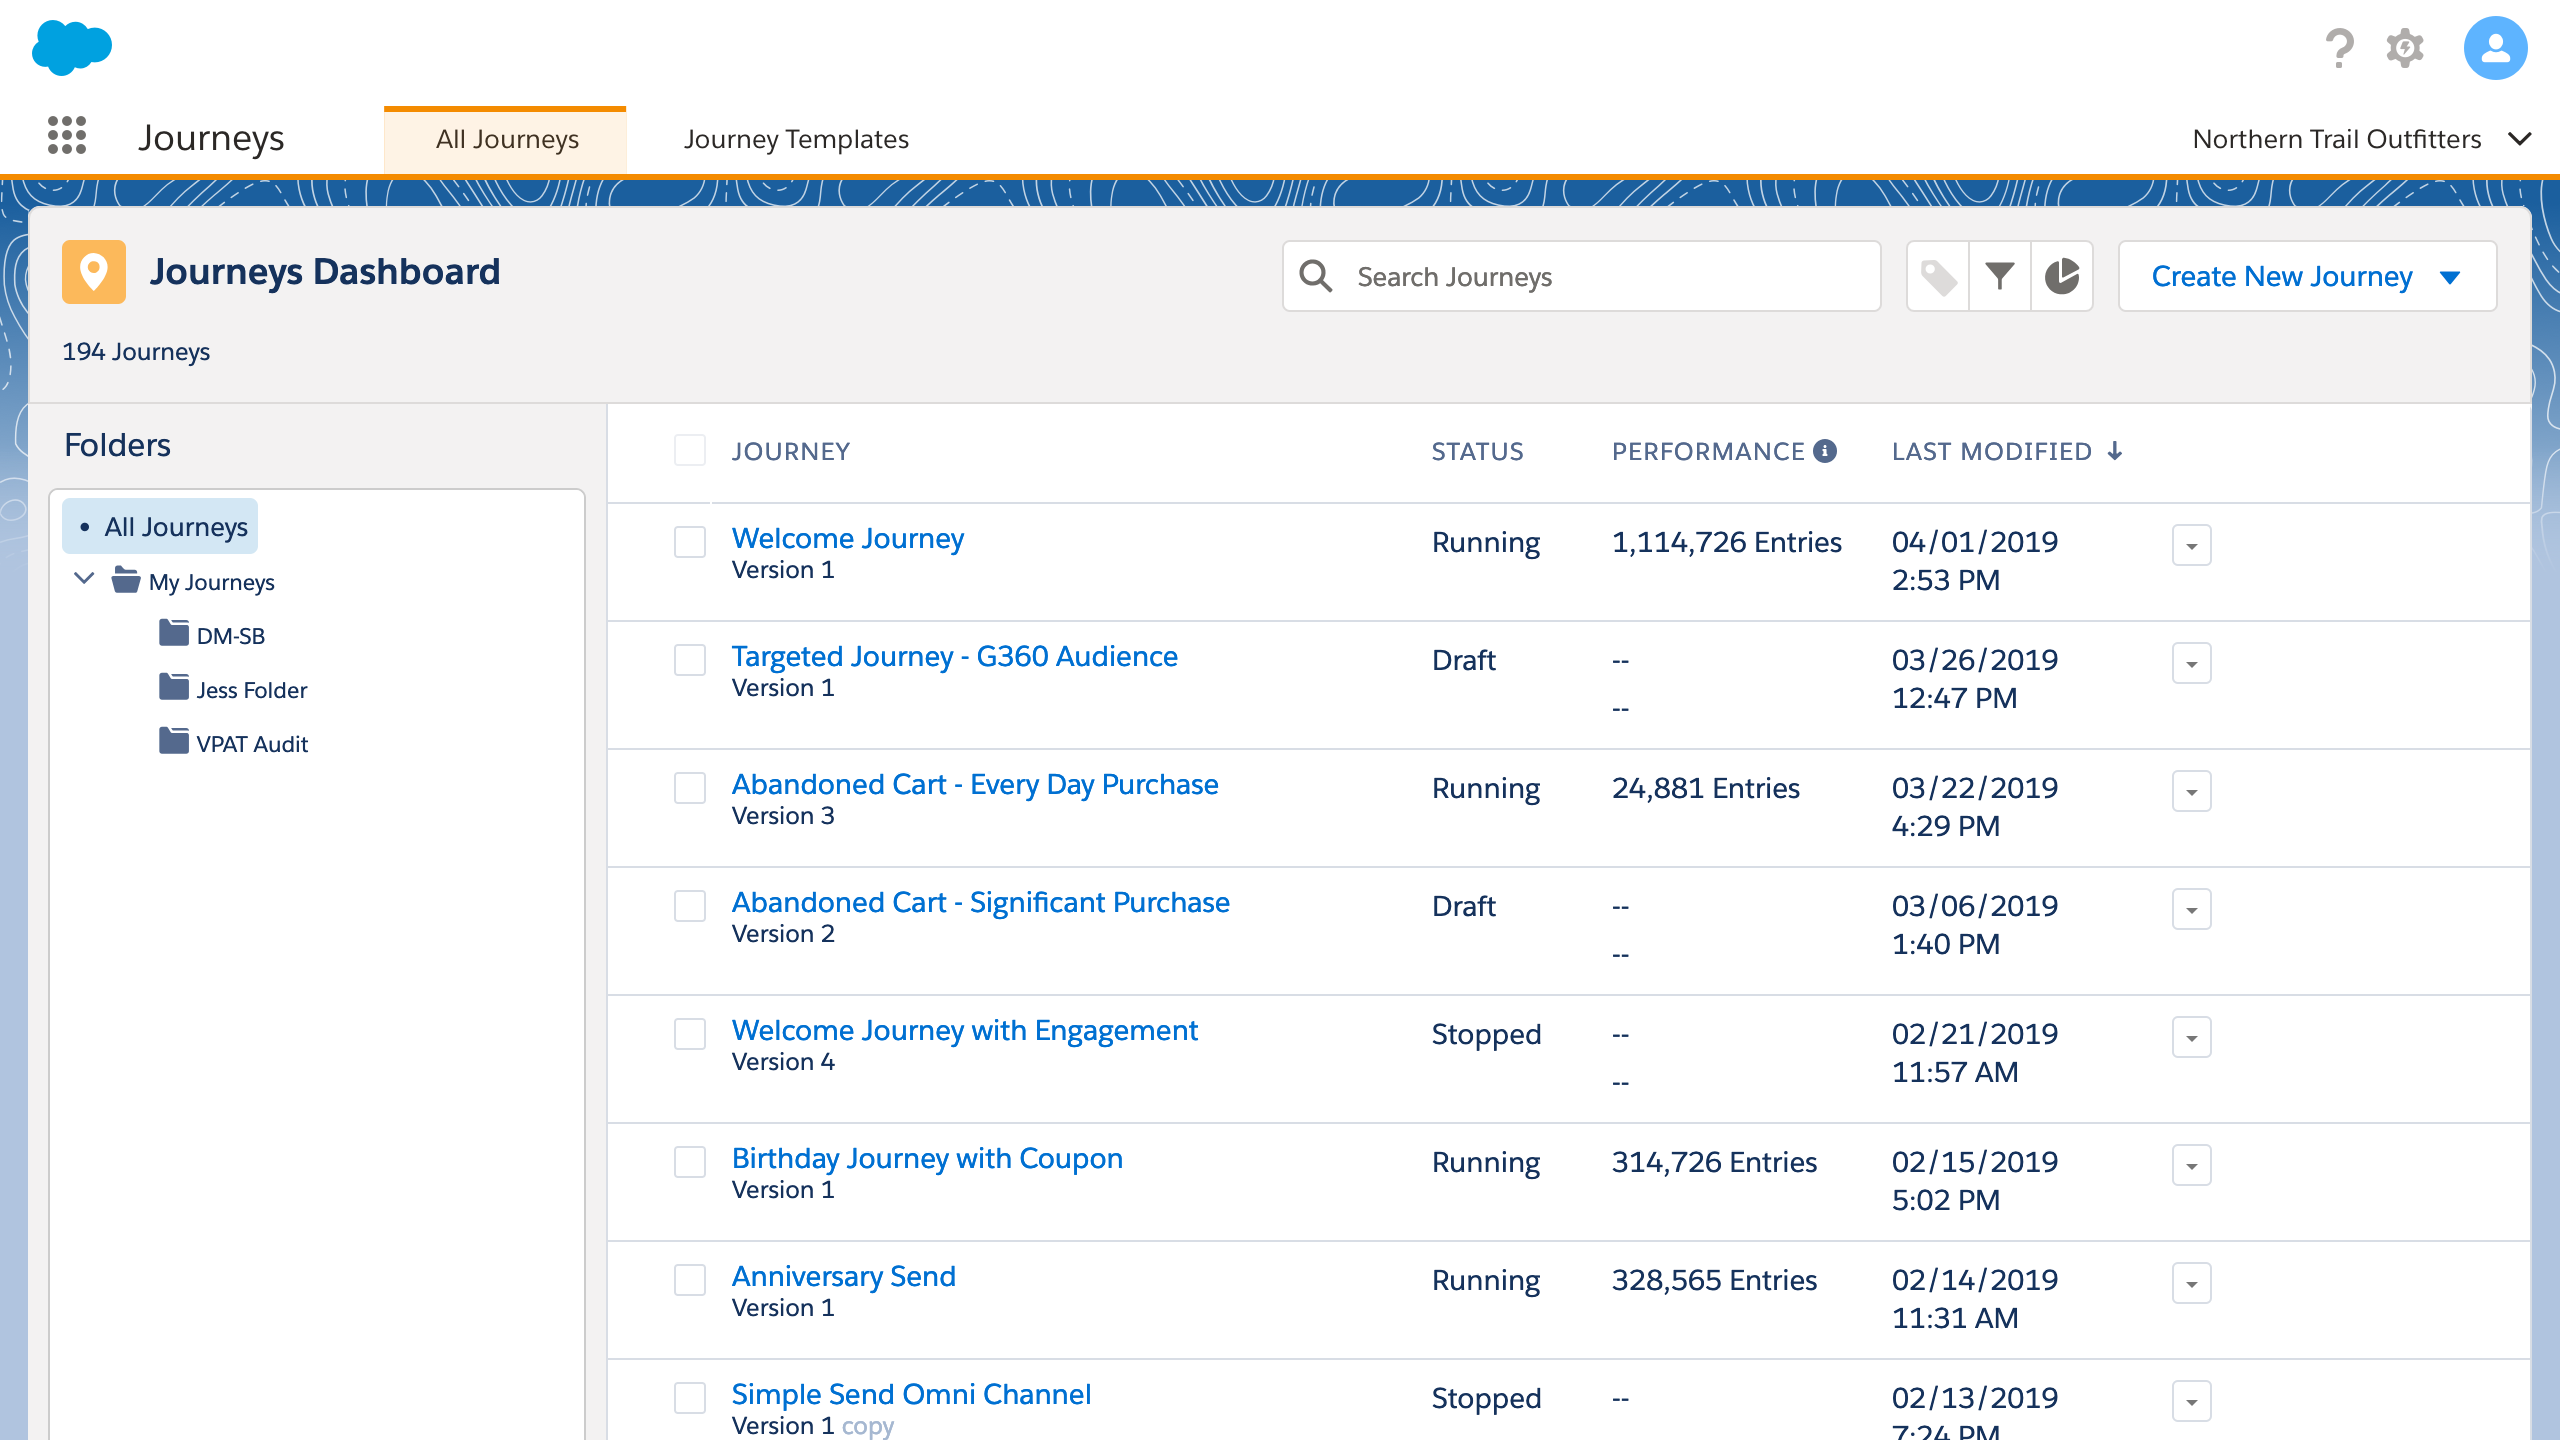 Journeys
All Journeys
Journey Templates
Northern Trail Outfitters
Journeys Dashboard
Search Journeys
Create New Journey
194 Journeys
Folders
All Journeys
My Journeys
DM-SB
Jess Folder
VPAT Audit
JOURNEY STATUS PERFORMANCE LAST MODIFIED
Welcome Journey Running 1,114,726 Entries 04/01/2019
Version 1 2:53 PM
Targeted Journey - G360 Audience Draft -- 03/26/2019
Version 1 -- 12:47 PM
Abandoned Cart - Every Day Purchase Running 24,881 Entries 03/22/2019
Version 3 4:29 PM
Abandoned Cart - Significant Purchase Draft -- 03/06/2019
Version 2 -- 1:40 PM
Welcome Journey with Engagement Stopped -- 02/21/2019
Version 4 -- 11:57 AM
Birthday Journey with Coupon Running 314,726 Entries 02/15/2019
Version 1 5:02 PM
Anniversary Send Running 328,565 Entries 02/14/2019
Version 1 11:31 AM
Simple Send Omni Channel Stopped -- 02/13/2019
Version 1 copy 7:24 PM